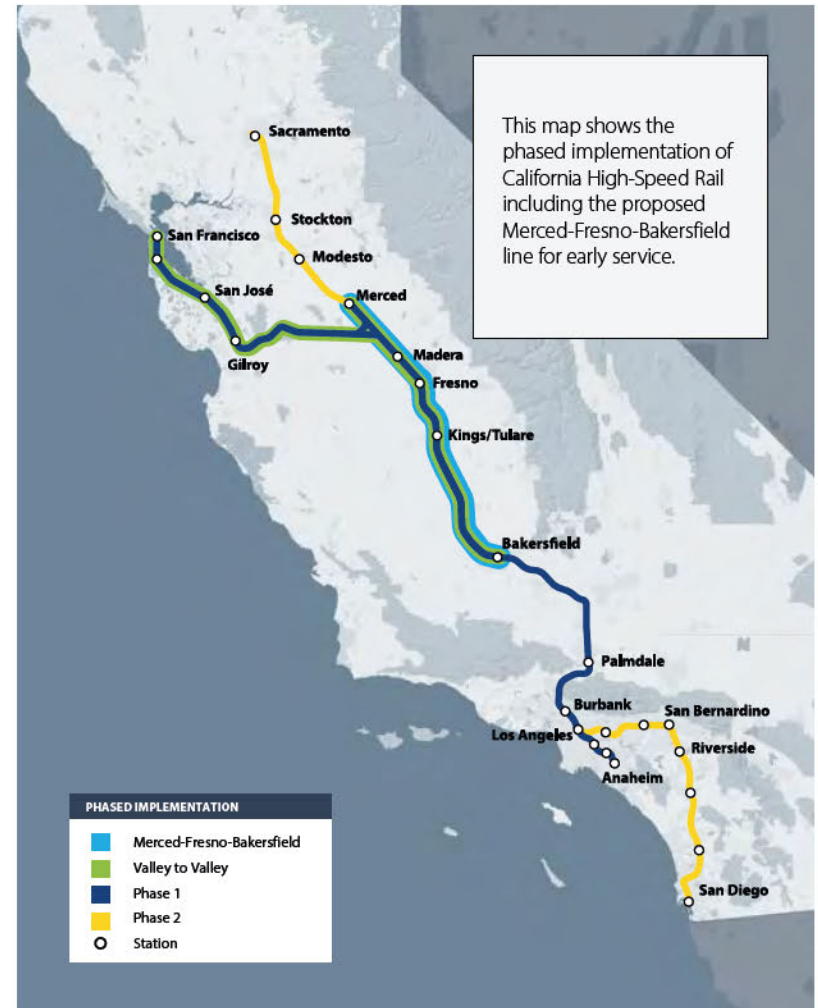 This map shows the
phased implementation of
California High-Speed Rail
including the proposed
Merced-Fresno-Bakersfield
line for early service.
Sacramento
Stockton
San Francisco
Modesto
San José
Merced
Gilroy
Madera
Fresno
Kings/Tulare
Bakersfield
N
Palmdale
Burbank
San Bernardino
Los Angeles
Riverside
Anaheim
San Diego
PHASED IMPLEMENTATION
Merced-Fresno-Bakersfield
Valley to Valley
Phase 1
Phase 2
Station